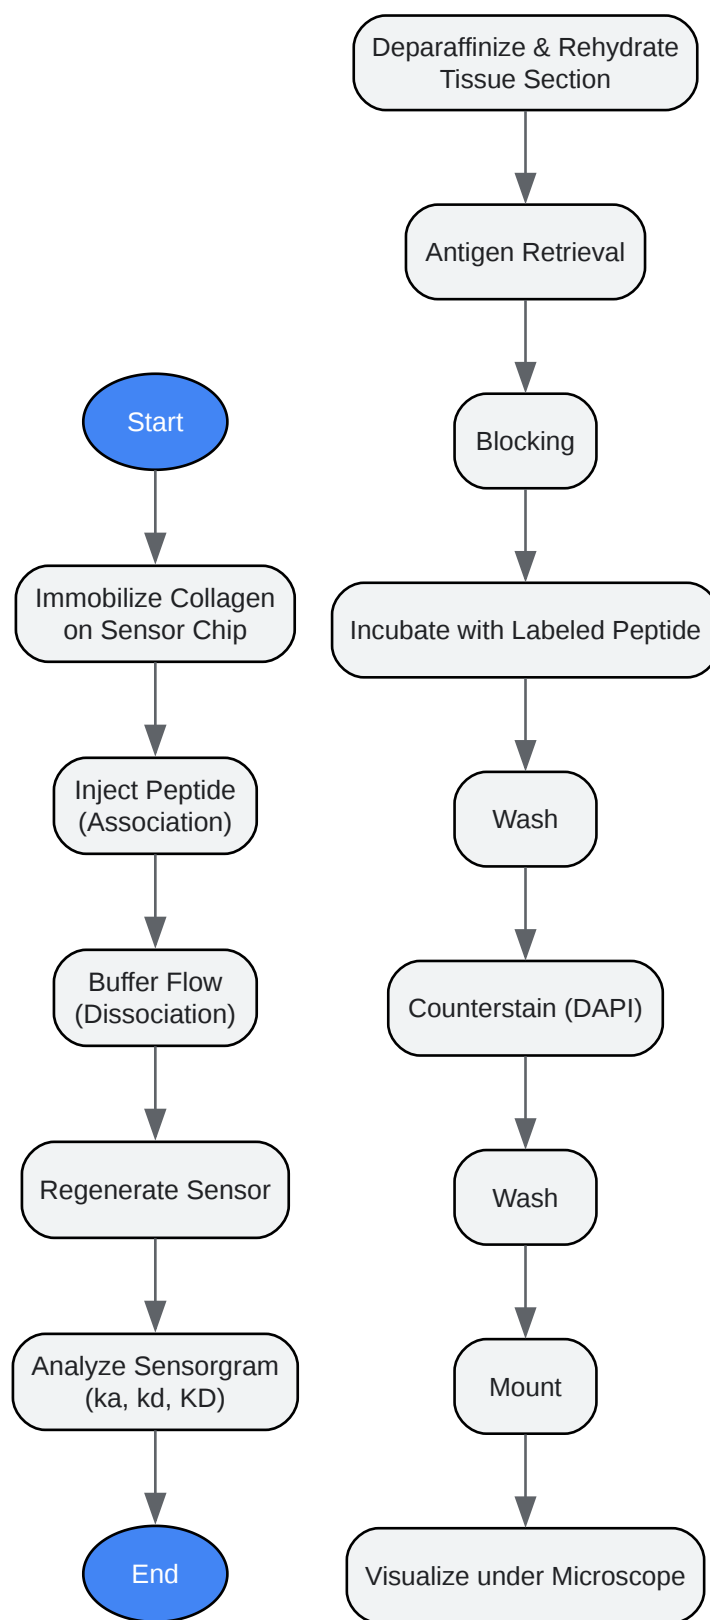 Start
Immobilize Collagen
on Sensor Chip
Inject Peptide
(Association)
Buffer Flow
(Dissociation)
Regenerate Sensor
Analyze Sensorgram
(ka, kd, KD)
End
Deparaffinize & Rehydrate
Tissue Section
Antigen Retrieval
Blocking
Incubate with Labeled Peptide
Wash
Counterstain (DAPI)
Wash
Mount
Visualize under Microscope